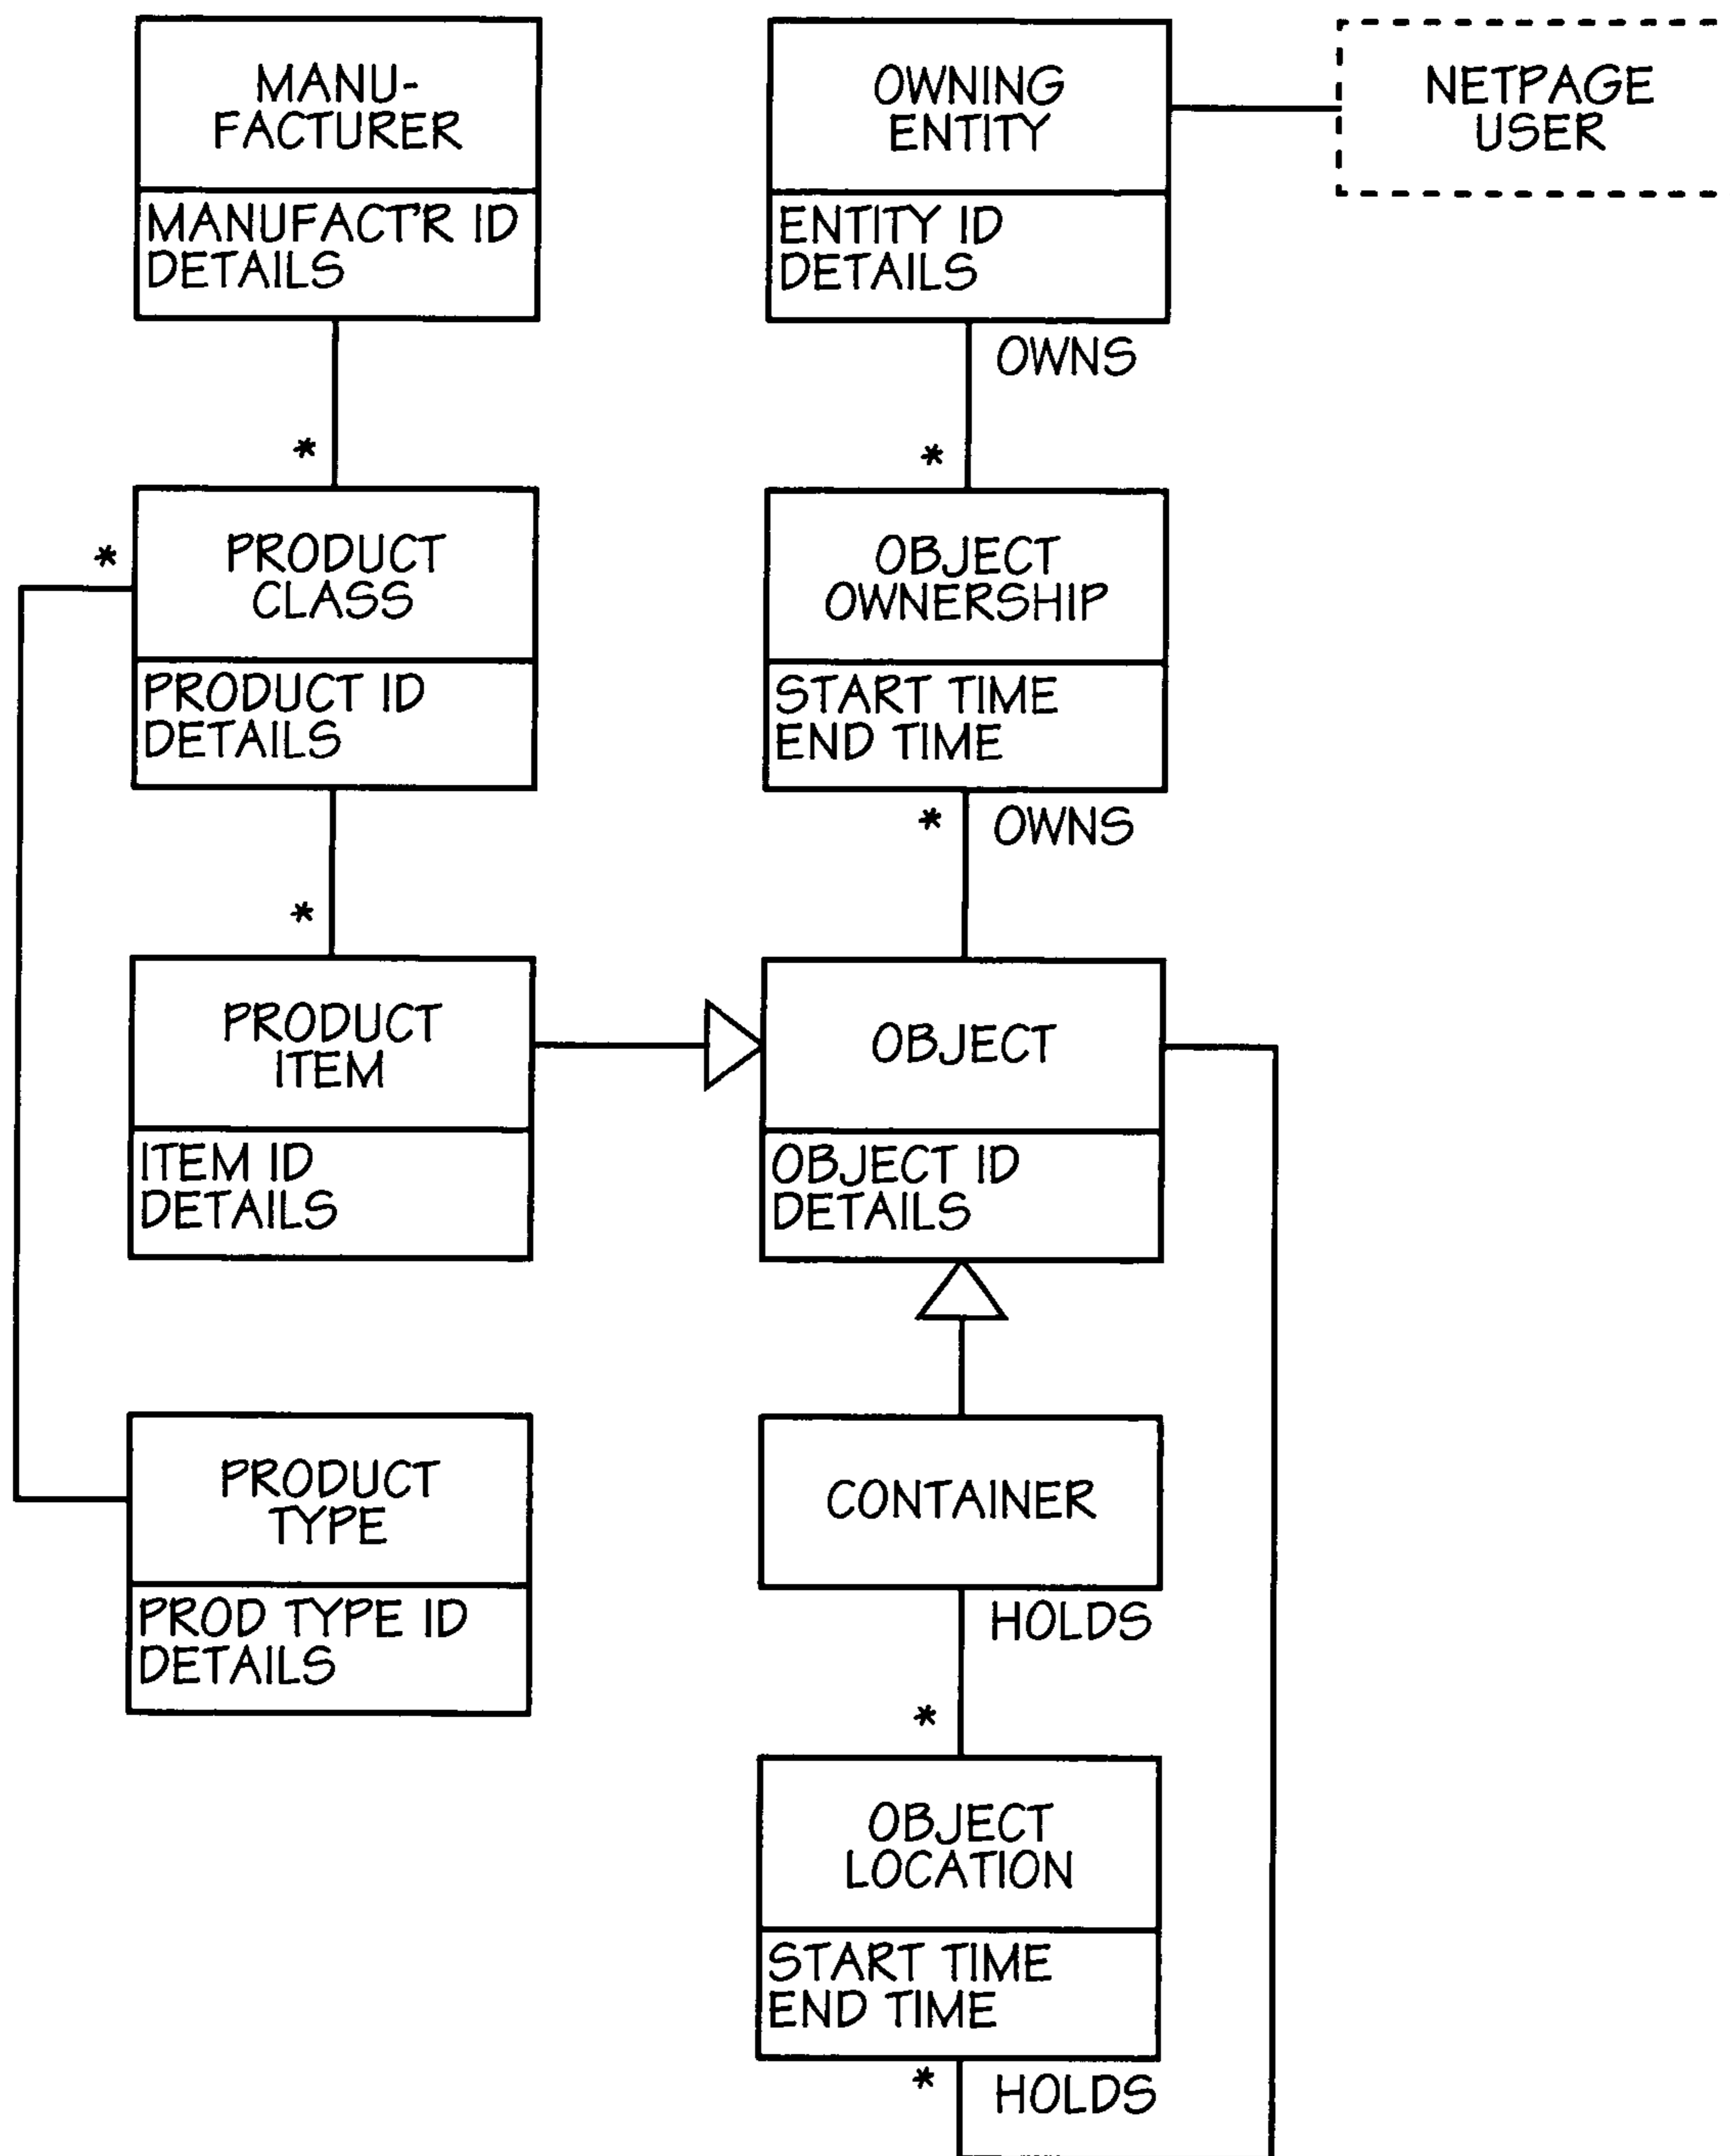 MANU-
FACTURER
MANUFACT'R ID
DETAILS
OWNING
ENTITY
ENTITY ID
DETAILS
NETPAGE
USER
OWNS
*
*
*
PRODUCT
CLASS
PRODUCT ID
DETAILS
OBJECT
OWNERSHIP
START TIME
END TIME
* OWNS
*
PRODUCT
ITEM
ITEM ID
DETAILS
OBJECT
OBJECT ID
DETAILS
PRODUCT
TYPE
PROD TYPE ID
DETAILS
CONTAINER
HOLDS
*
OBJECT
LOCATION
START TIME
END TIME
* HOLDS